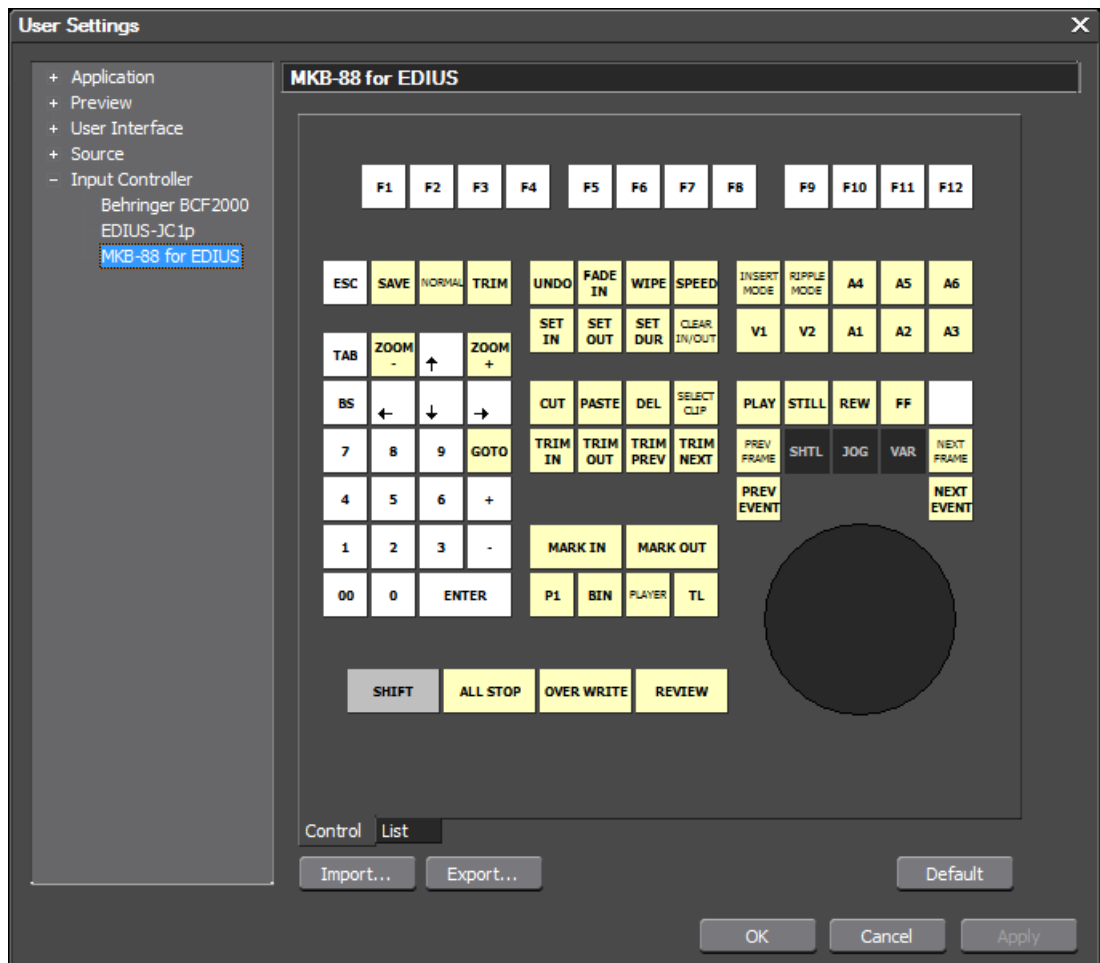 User Settings X
+ Application
+ Preview
+ User Interface
+ Source
- Input Controller
Behringer BCF2000
EDIUS-JC1p
MKB-88 for EDIUS
MKB-88 for EDIUS
F1 F2 F3 F4 F5 F6 F7 F8 F9 F10 F11 F12
ESC SAVE NORMAL TRIM UNDO FADE IN WIPE SPEED INSERT MODE RIPPLE MODE A4 A5 A6
SET IN SET OUT SET DUR CLEAR IN/OUT V1 V2 A1 A2 A3
TAB ZOOM - ↑ ZOOM +
BS ← ↓ → CUT PASTE DEL SELECT CLIP PLAY STILL REW FF
7 8 9 GOTO TRIM IN TRIM OUT TRIM PREV TRIM NEXT PREV FRAME SHTL JOG VAR NEXT FRAME
4 5 6 + PREV EVENT NEXT EVENT
1 2 3 - MARK IN MARK OUT
00 0 ENTER P1 BIN PLAYER TL
SHIFT ALL STOP OVER WRITE REVIEW
Control List
Import... Export... Default
OK Cancel Apply